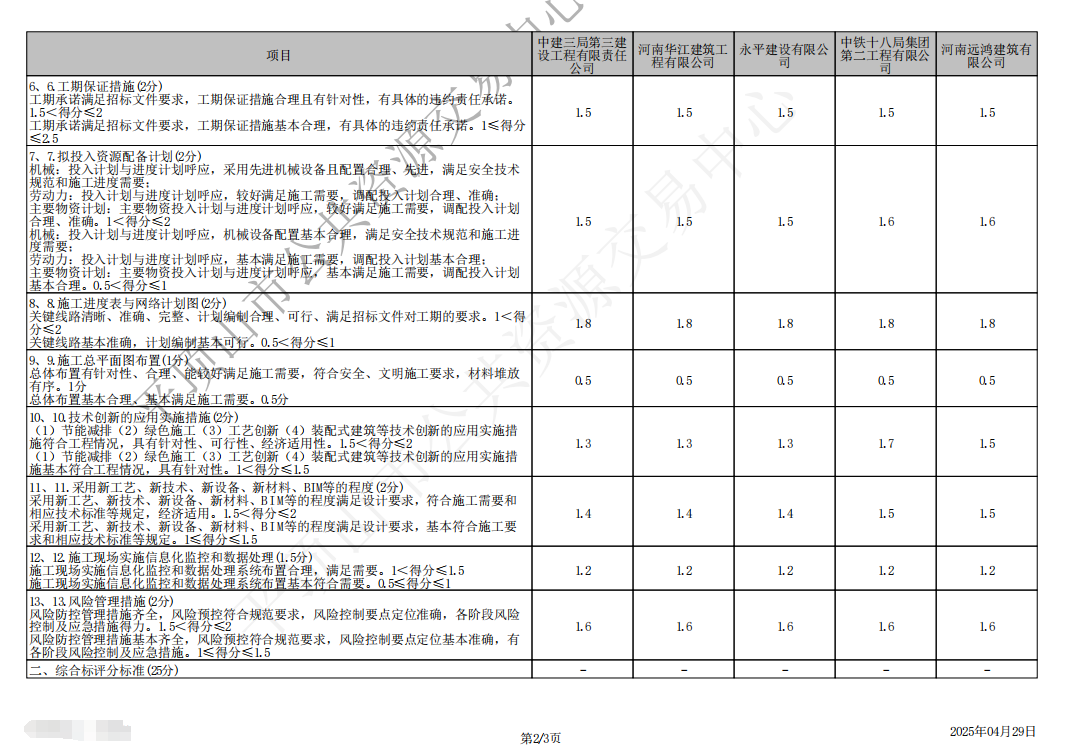 项目
中建三局第三建
设工程有限责任
公司
河南华江建筑工
程有限公司
永平建设有限公
司
中铁十八局集团
第二工程有限公
司
河南远鸿建筑有
限公司
6、6.工期保证措施(2分)
工期承诺满足招标文件要求，工期保证措施合理且有针对性，有具体的违约责任承诺。
1.5＜得分≤2
工期承诺满足招标文件要求，工期保证措施基本合理，有具体的违约责任承诺。1≤得分
≤2.5
1.5
1.5
1.5
1.5
1.5
7、7.拟投入资源配备计划(2分)
机械：投入计划与进度计划呼应，采用先进机械设备且配置合理、先进，满足安全技术
规范和施工进度需要；
劳动力：投入计划与进度计划呼应，较好满足施工需要，调配投入计划合理、准确；
主要物资计划：主要物资投入计划与进度计划呼应，较好满足施工需要，调配投入计划
合理、准确。1＜得分≤2
机械：投入计划与进度计划呼应，机械设备配置基本合理，满足安全技术规范和施工进
度需要；
劳动力：投入计划与进度计划呼应，基本满足施工需要，调配投入计划基本合理；
主要物资计划：主要物资投入计划与进度计划呼应，基本满足施工需要，调配投入计划
基本合理。0.5＜得分≤1
1.5
1.5
1.5
1.6
1.6
8、8.施工进度表与网络计划图(2分)
关键线路清晰、准确、完整、计划编制合理、可行、满足招标文件对工期的要求。1＜得
分≤2
关键线路基本准确，计划编制基本可行。0.5＜得分≤1
1.8
1.8
1.8
1.8
1.8
9、9.施工总平面图布置(1分)
总体布置有针对性、合理、能较好满足施工需要，符合安全、文明施工要求，材料堆放
有序。1分
总体布置基本合理、基本满足施工需要。0.5分
0.5
0.5
0.5
0.5
0.5
10、10.技术创新的应用实施措施(2分)
（1）节能减排（2）绿色施工（3）工艺创新（4）装配式建筑等技术创新的应用实施措
施符合工程情况，具有针对性、可行性、经济适用性。1.5＜得分≤2
（1）节能减排（2）绿色施工（3）工艺创新（4）装配式建筑等技术创新的应用实施措
施基本符合工程情况，具有针对性。1＜得分≤1.5
1.3
1.3
1.3
1.7
1.5
11、11.采用新工艺、新技术、新设备、新材料、BIM等的程度(2分)
采用新工艺、新技术、新设备、新材料、BIM等的程度满足设计要求，符合施工需要和
相应技术标准等规定，经济适用。1.5＜得分≤2
采用新工艺、新技术、新设备、新材料、BIM等的程度满足设计要求，基本符合施工要
求和相应技术标准等规定。1≤得分≤1.5
1.4
1.4
1.4
1.5
1.5
12、12.施工现场实施信息化监控和数据处理(1.5分)
施工现场实施信息化监控和数据处理系统布置合理，满足需要。1＜得分≤1.5
施工现场实施信息化监控和数据处理系统布置基本符合需要。0.5≤得分≤1
1.2
1.2
1.2
1.2
1.2
13、13.风险管理措施(2分)
风险防控管理措施齐全，风险预控符合规范要求，风险控制要点定位准确，各阶段风险
控制及应急措施得力。1.5＜得分≤2
风险防控管理措施基本齐全，风险预控符合规范要求，风险控制要点定位基本准确，有
各阶段风险控制及应急措施。1≤得分≤1.5
1.6
1.6
1.6
1.6
1.6
二、综合标评分标准(25分)
-
-
-
-
-
平顶山市公共资源交易中心
平顶山市公共资源交易中心
第2/3页
2025年04月29日